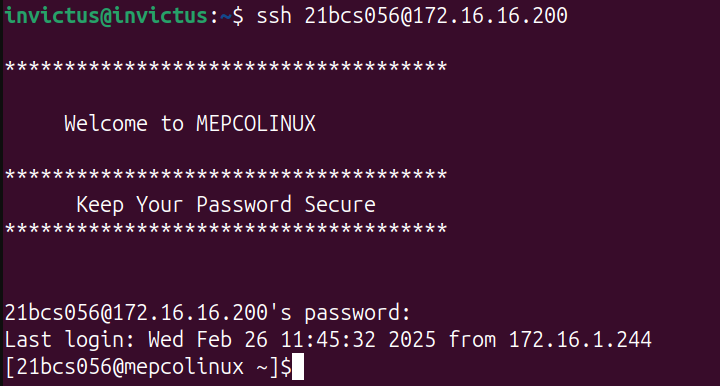 invictus@invictus:~$ ssh 21bcs056@172.16.16.200
*************************************
Welcome to MEPCOLINUX
*************************************
Keep Your Password Secure
*************************************
21bcs056@172.16.16.200's password:
Last login: Wed Feb 26 11:45:32 2025 from 172.16.1.244
[21bcs056@mepcolinux ~]$